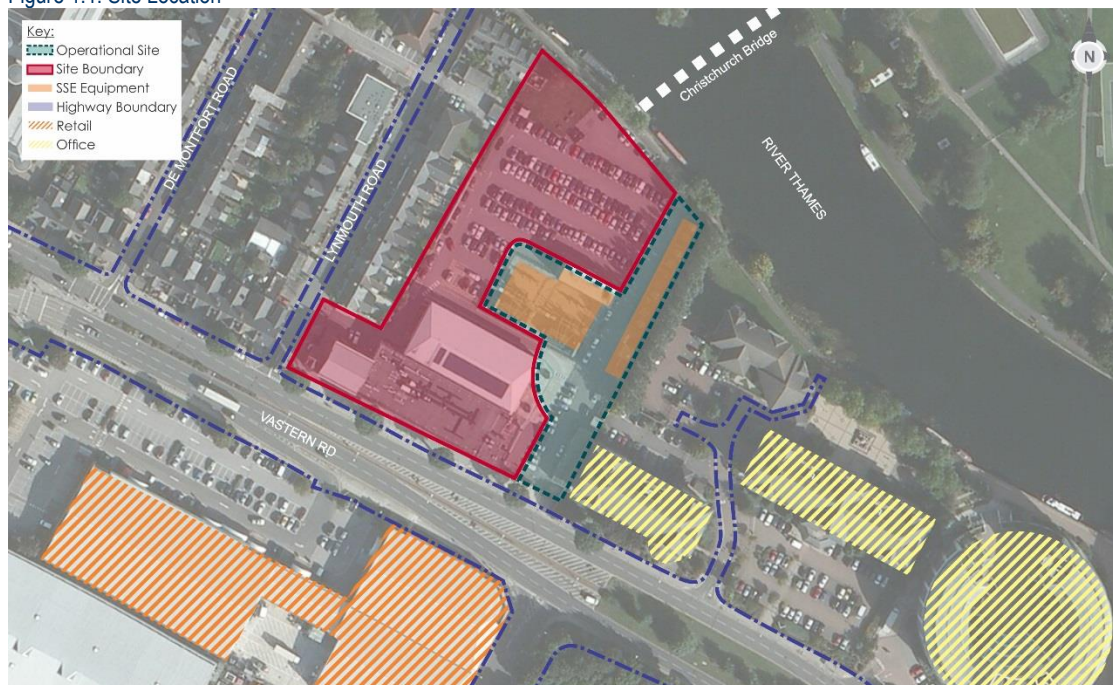 Figure 1.1: Site Location
Key:
Operational Site
Site Boundary
SSE Equipment
Highway Boundary
Retail
Office
N
DE MONTFORT ROAD
LYNMOUTH ROAD
Christchurch Bridge
RIVER THAMES
VASTERN RD